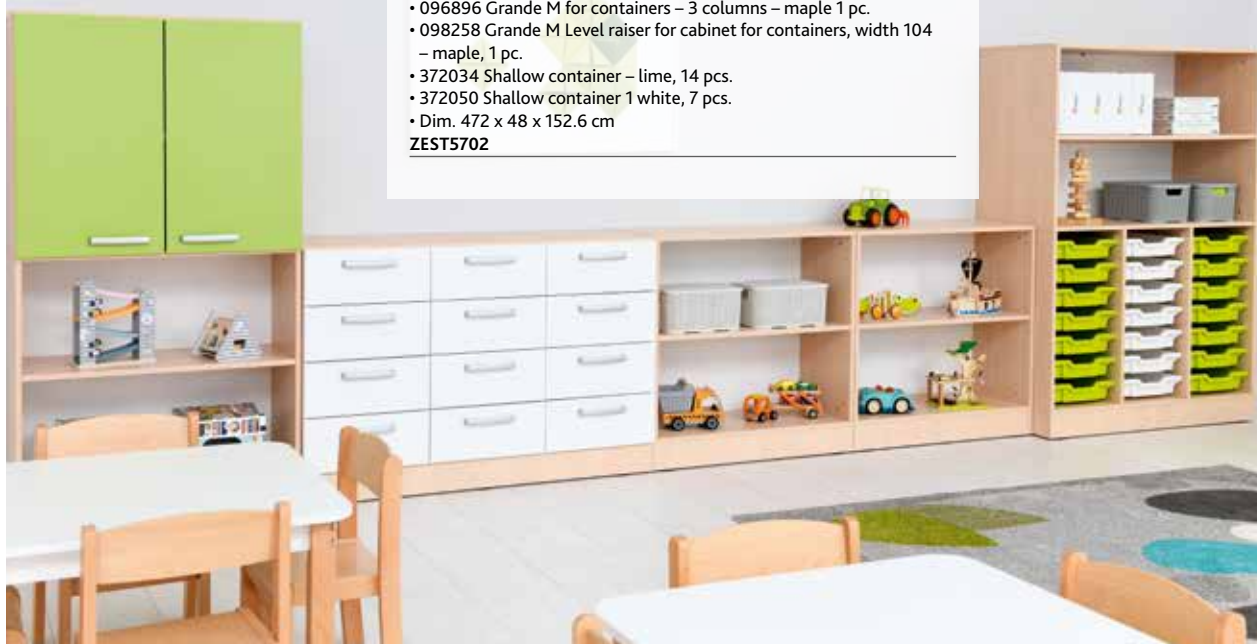 • 096896 Grande M for containers – 3 columns – maple 1 pc.
• 098258 Grande M Level raiser for cabinet for containers, width 104
– maple, 1 pc.
• 372034 Shallow container – lime, 14 pcs.
• 372050 Shallow container 1 white, 7 pcs.
• Dim. 472 x 48 x 152.6 cm
ZEST5702